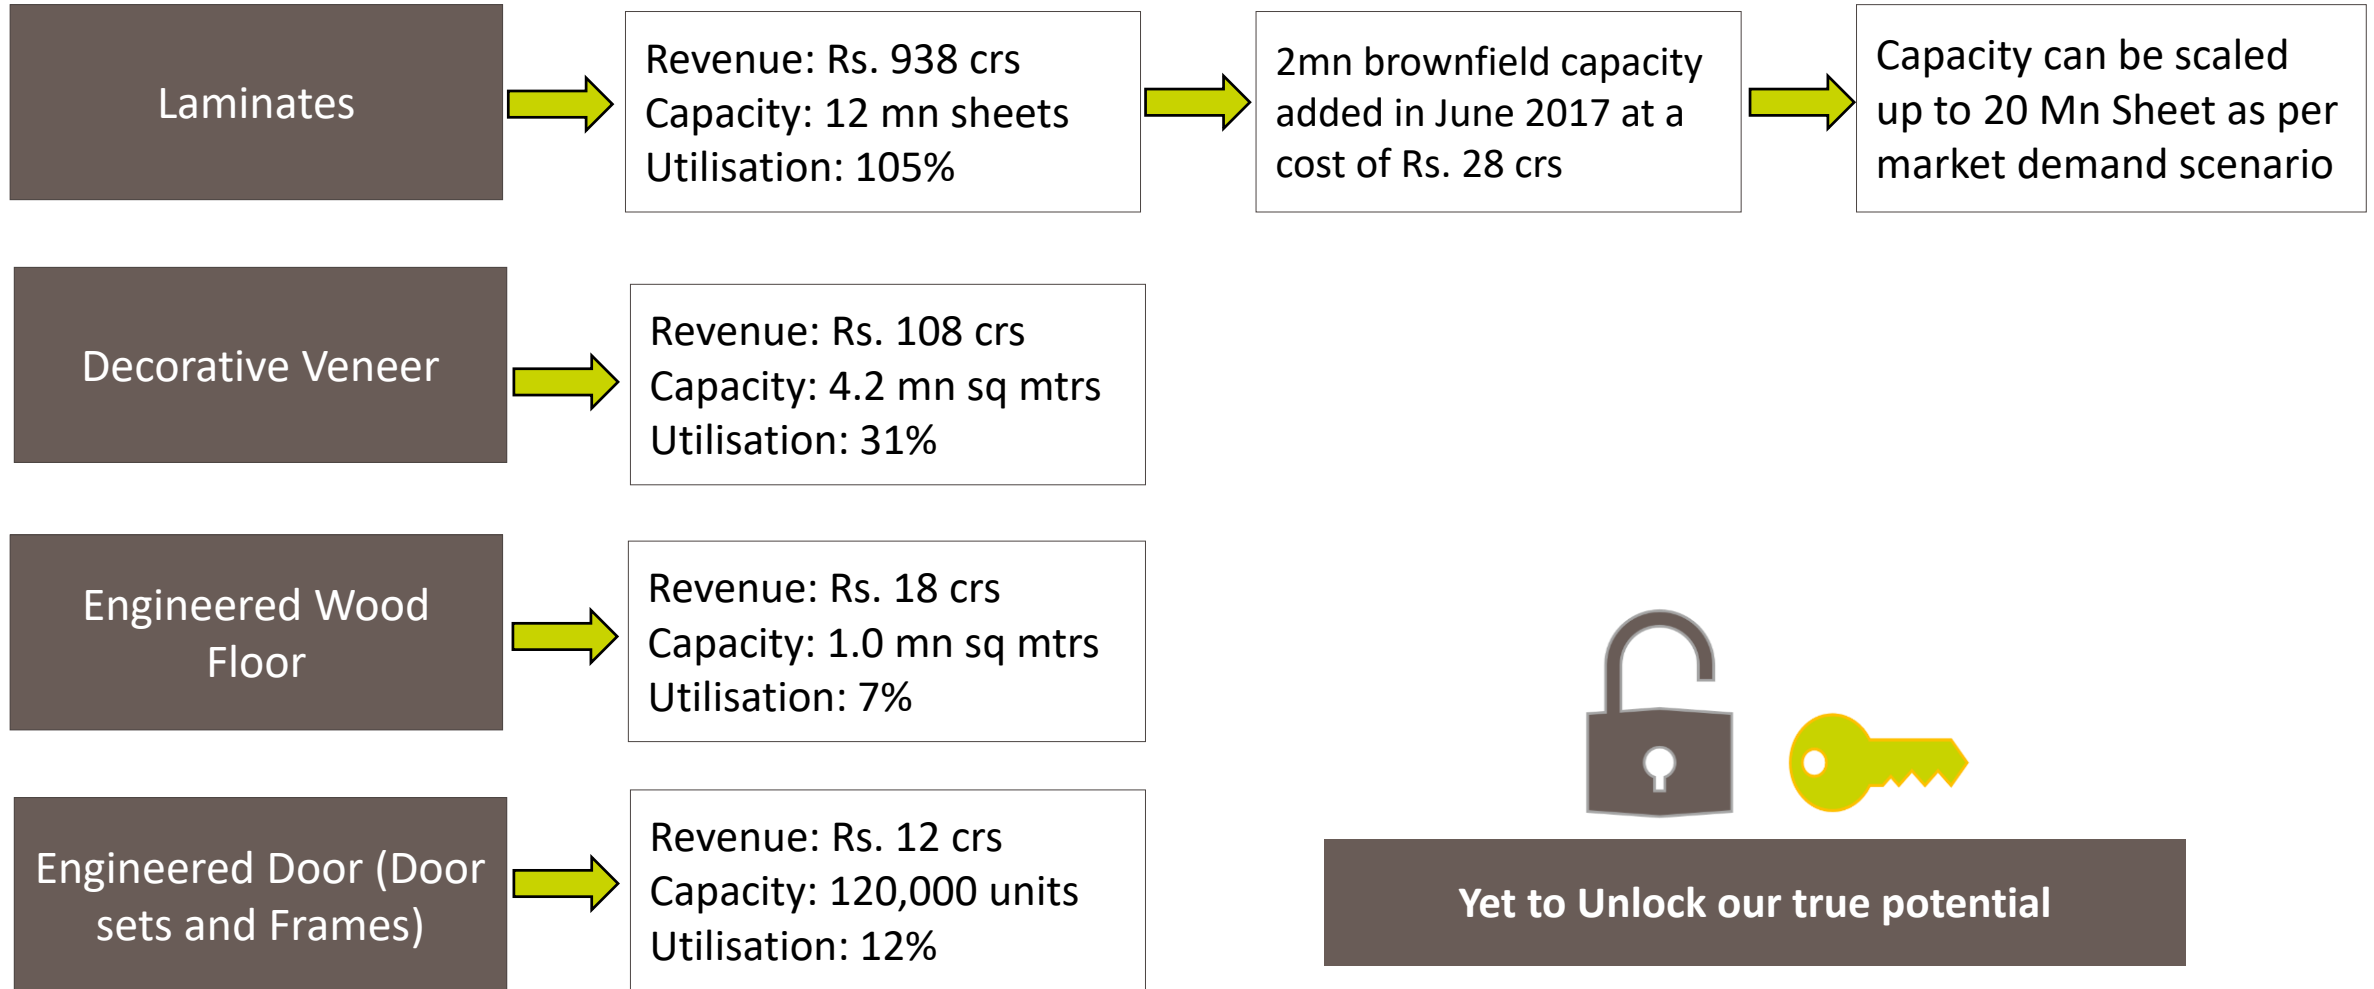 Laminates
Revenue: Rs. 938 crs
Capacity: 12 mn sheets
Utilisation: 105%
2mn brownfield capacity
added in June 2017 at a
cost of Rs. 28 crs
Capacity can be scaled
up to 20 Mn Sheet as per
market demand scenario
Decorative Veneer
Revenue: Rs. 108 crs
Capacity: 4.2 mn sq mtrs
Utilisation: 31%
Engineered Wood
Floor
Revenue: Rs. 18 crs
Capacity: 1.0 mn sq mtrs
Utilisation: 7%
Engineered Door (Door
sets and Frames)
Revenue: Rs. 12 crs
Capacity: 120,000 units
Utilisation: 12%
Yet to Unlock our true potential